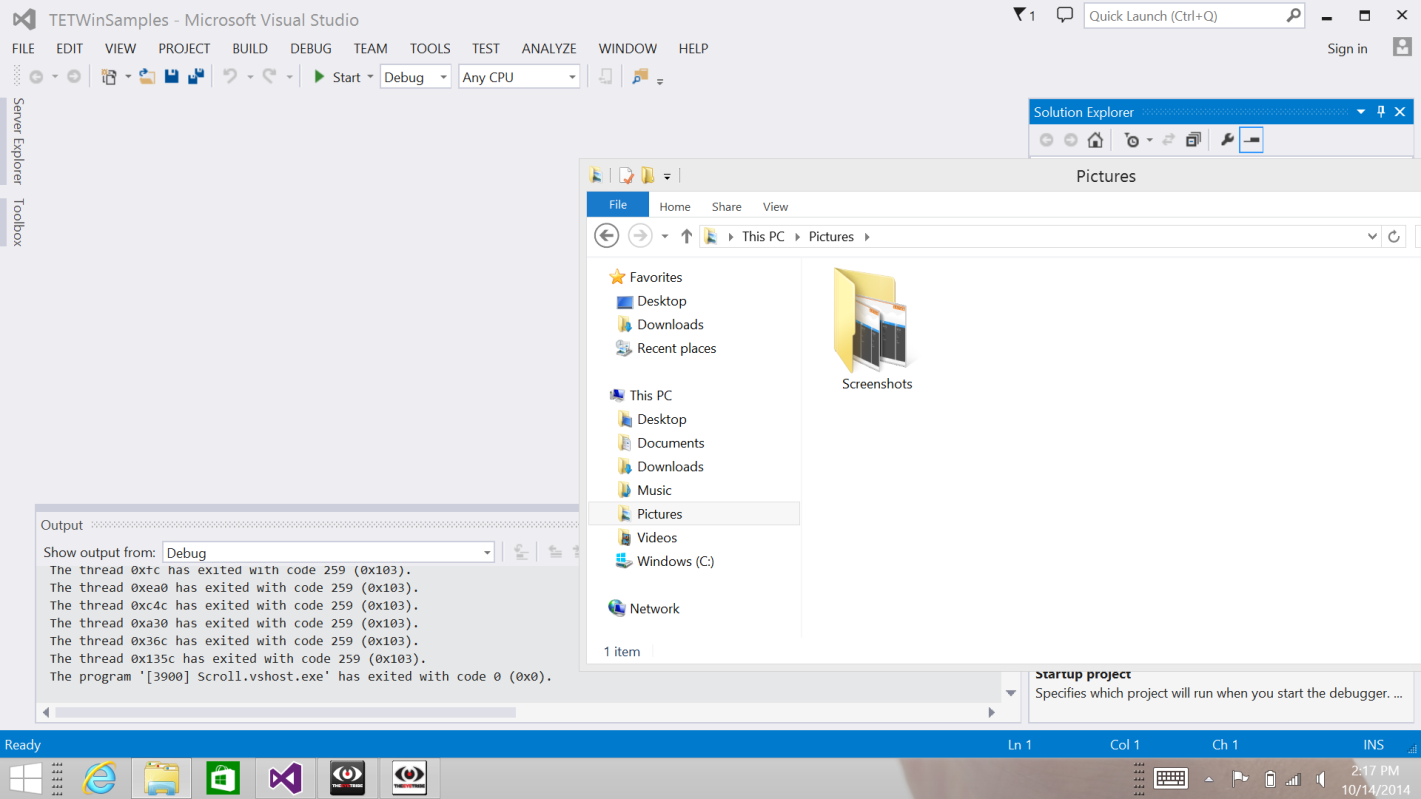 TETWinSamples - Microsoft Visual Studio
1
Quick Launch (Ctrl+Q)
FILE EDIT VIEW PROJECT BUILD DEBUG TEAM TOOLS TEST ANALYZE WINDOW HELP
Sign in
Start
Debug
Any CPU
Server Explorer
Toolbox
Solution Explorer
Pictures
File Home Share View
This PC Pictures
Favorites
Desktop
Downloads
Recent places
This PC
Desktop
Documents
Downloads
Music
Pictures
Videos
Windows (C:)
Network
Screenshots
1 item
Output
Show output from: Debug
The thread 0xfc has exited with code 259 (0x103).
The thread 0xea0 has exited with code 259 (0x103).
The thread 0xc4c has exited with code 259 (0x103).
The thread 0xa30 has exited with code 259 (0x103).
The thread 0x36c has exited with code 259 (0x103).
The thread 0x135c has exited with code 259 (0x103).
The program '[3900] Scroll.vshost.exe' has exited with code 0 (0x0).
Startup project
Specifies which project will run when you start the debugger. ...
Ready
Ln 1
Col 1
Ch 1
INS
THEEYETRIBE
THEEYETRIBE
2:17 PM
10/14/2014